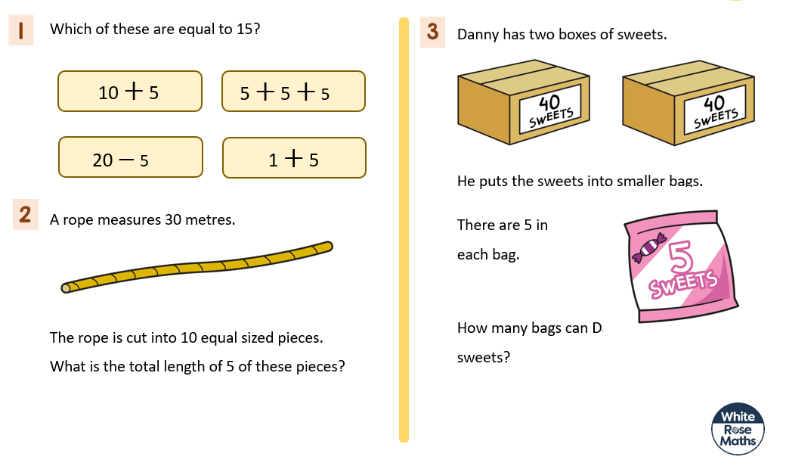 1 Which of these are equal to 15?
10 + 5
5 + 5 + 5
20 − 5
1 + 5
2 A rope measures 30 metres.
The rope is cut into 10 equal sized pieces.
What is the total length of 5 of these pieces?
3 Danny has two boxes of sweets.
40
SWEETS
40
SWEETS
He puts the sweets into smaller bags.
There are 5 in
each bag.
5
SWEETS
How many bags can D
sweets?
White
Rose
Maths